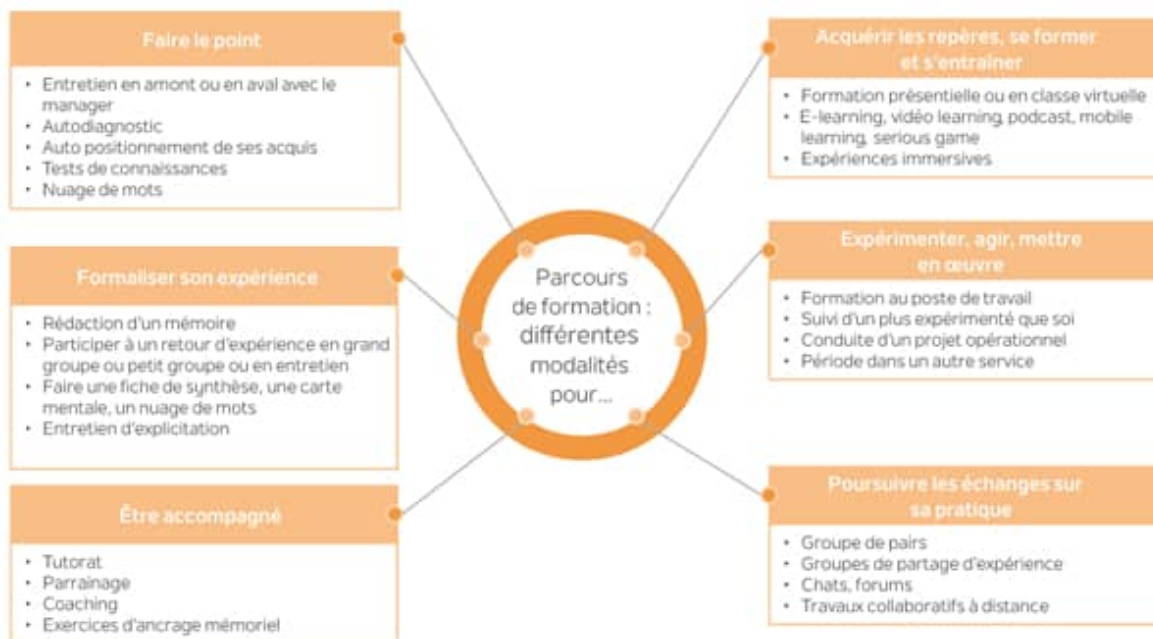 Faire le point
• Entretien en amont ou en aval avec le
manager
• Autodiagnostic
• Auto positionnement de ses acquis
• Tests de connaissances
• Nuage de mots
Formaliser son expérience
• Rédaction d'un mémoire
• Participer à un retour d'expérience en grand
groupe ou petit groupe ou en entretien
• Faire une fiche de synthèse, une carte
mentale, un nuage de mots
• Entretien d'explicitation
Être accompagné
• Tutorat
• Parrainage
• Coaching
• Exercices d'ancrage mémoriel
Parcours
de formation :
différentes
modalités
pour...
Acquérir les repères, se former
et s'entraîner
• Formation présentielle ou en classe virtuelle
• E-learning, vidéo learning, podcast, mobile
learning, serious game
• Expériences immersives
Expérimenter, agir, mettre
en œuvre
• Formation au poste de travail
• Suivi d'un plus expérimenté que soi
• Conduite d'un projet opérationnel
• Période dans un autre service
Poursuivre les échanges sur
sa pratique
• Groupe de pairs
• Groupes de partage d'expérience
• Chats, forums
• Travaux collaboratifs à distance